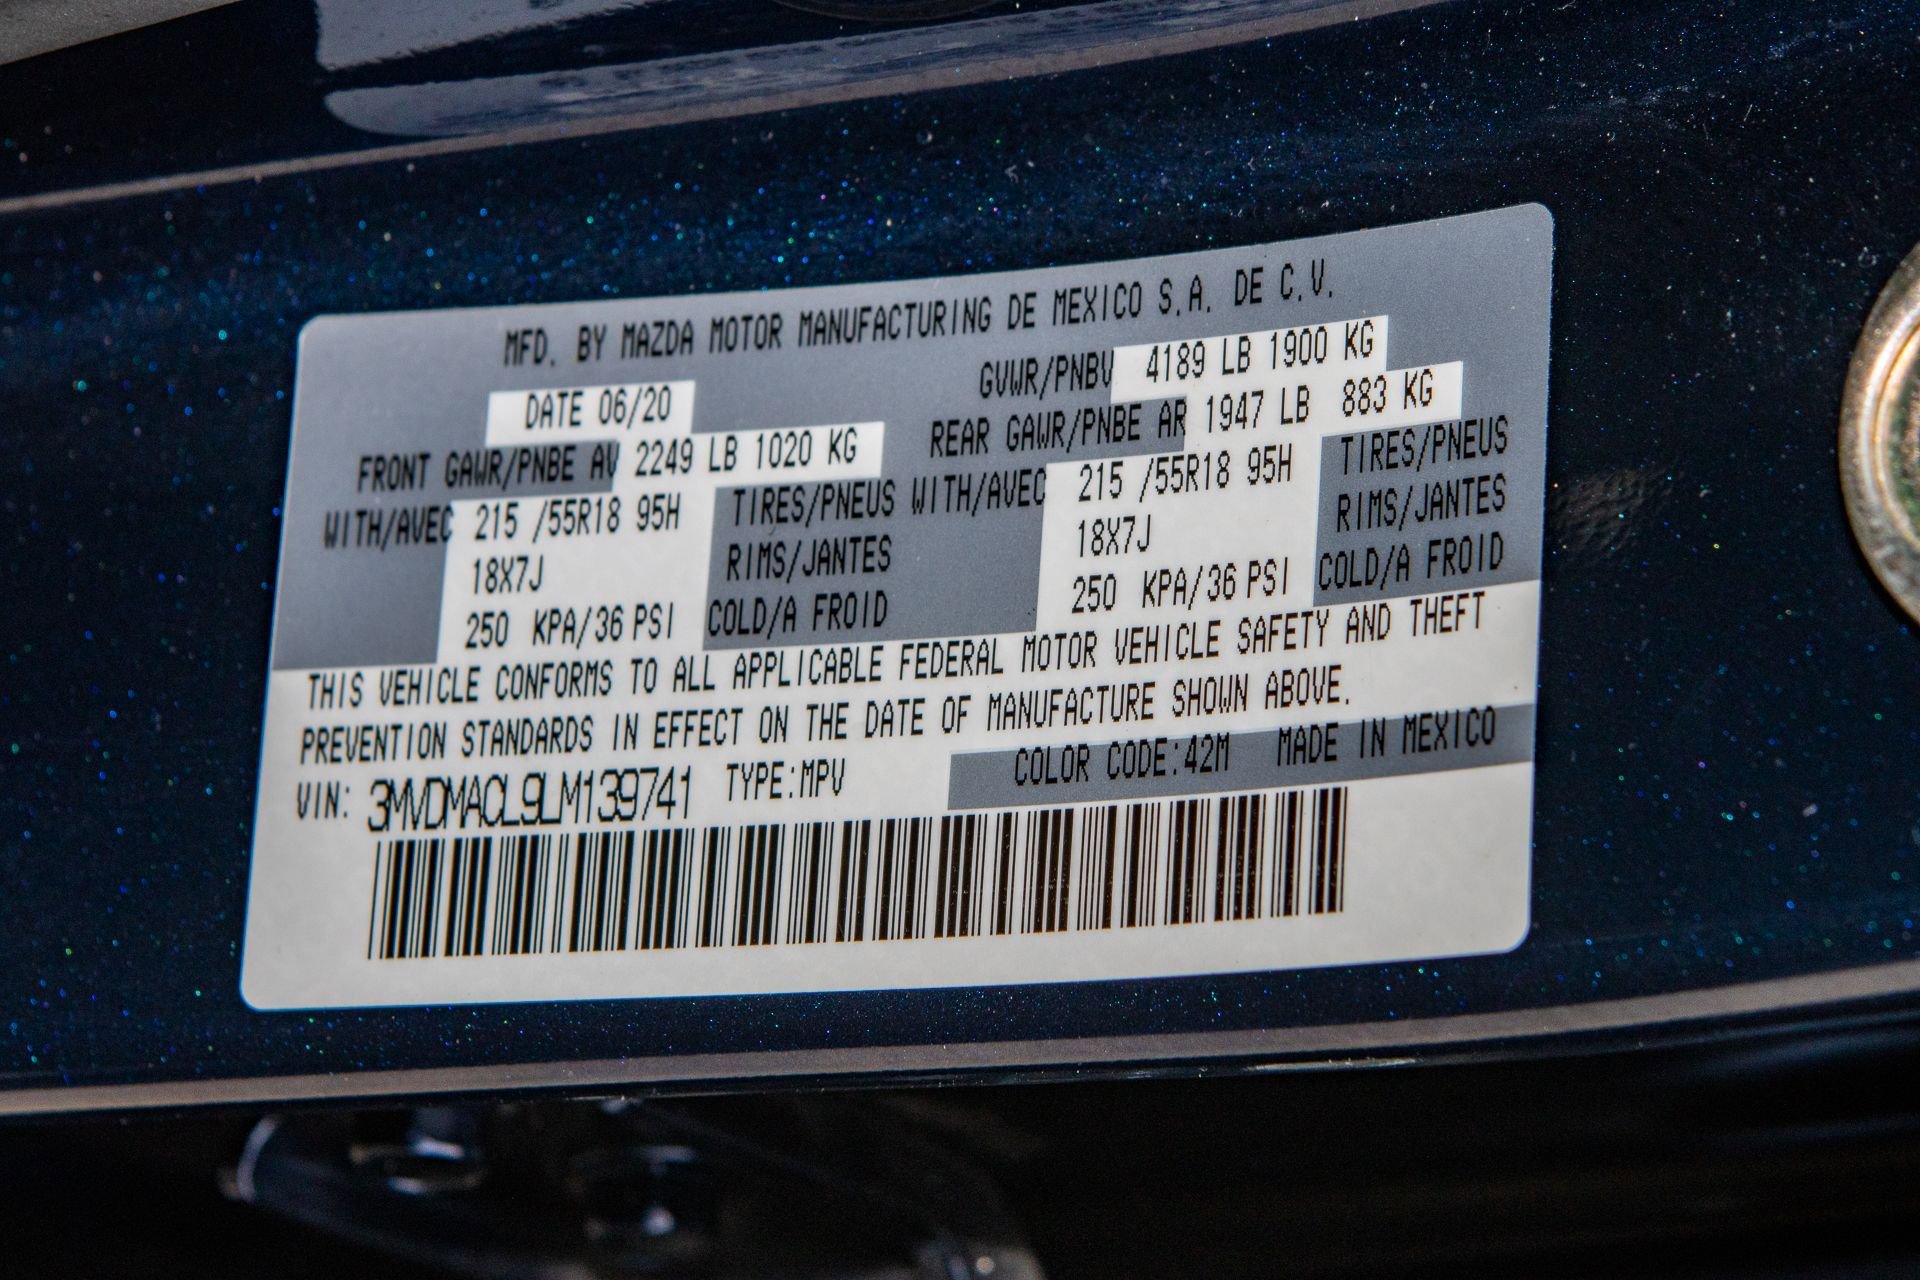 MFD. BY MAZDA MOTOR MANUFACTURING DE MEXICO S.A. DE C.V.
DATE 06/20 GVWR/PNBV 4189 LB 1900 KG
FRONT GAWR/PNBE AV 2249 LB 1020 KG REAR GAWR/PNBE AR 1947 LB 883 KG
WITH/AVEC 215 /55R18 95H TIRES/PNEUS WITH/AVEC 215 /55R18 95H TIRES/PNEUS
18X7J RIMS/JANTES 18X7J RIMS/JANTES
250 KPA/36 PSI COLD/A FROID 250 KPA/36 PSI COLD/A FROID
THIS VEHICLE CONFORMS TO ALL APPLICABLE FEDERAL MOTOR VEHICLE SAFETY AND THEFT
PREVENTION STANDARDS IN EFFECT ON THE DATE OF MANUFACTURE SHOWN ABOVE.
VIN: 3MVDMACL9LM139741 TYPE:MPV COLOR CODE:42M MADE IN MEXICO